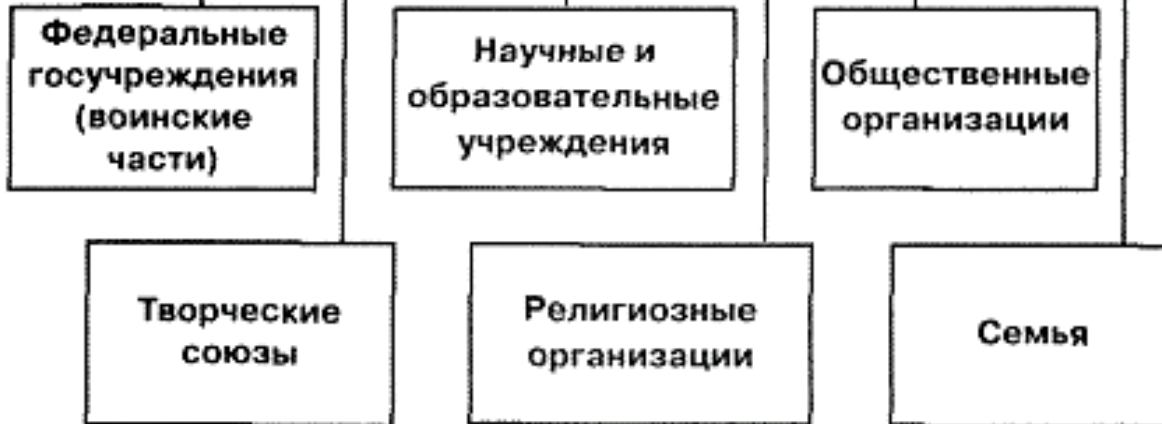 Федеральные
госучреждения
(воинские
части)
Научные и
образовательные
учреждения
Общественные
организации
Творческие
союзы
Религиозные
организации
Семья